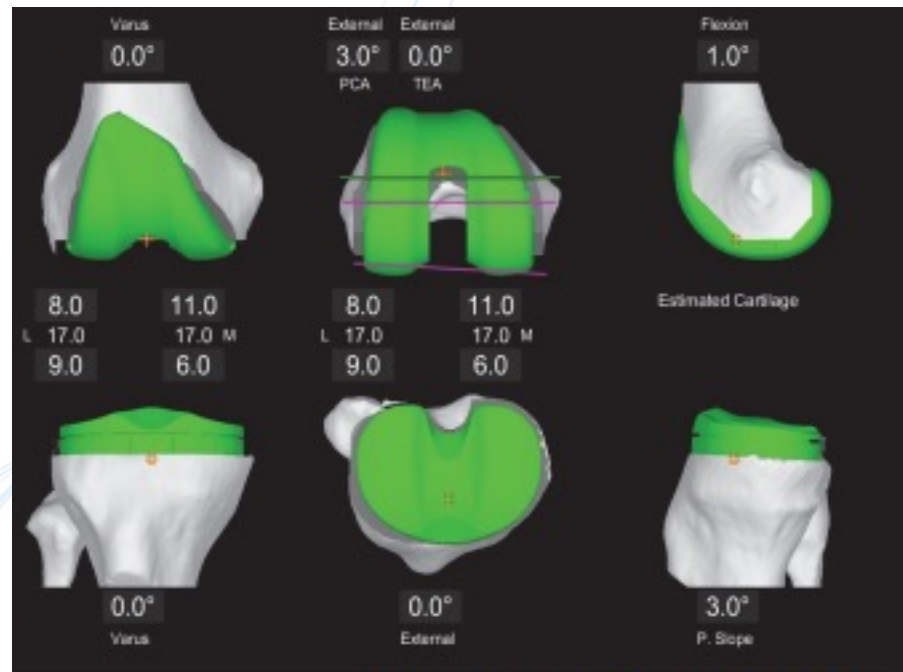 Varus External External Flexion
0.0° 3.0° 0.0° 1.0°
PCA TEA
8.0 11.0 8.0 11.0 Estimated Cartilage
L 17.0 17.0 M L 17.0 17.0 M
9.0 6.0 9.0 6.0
0.0° 0.0° 3.0°
Varus External P. Slope